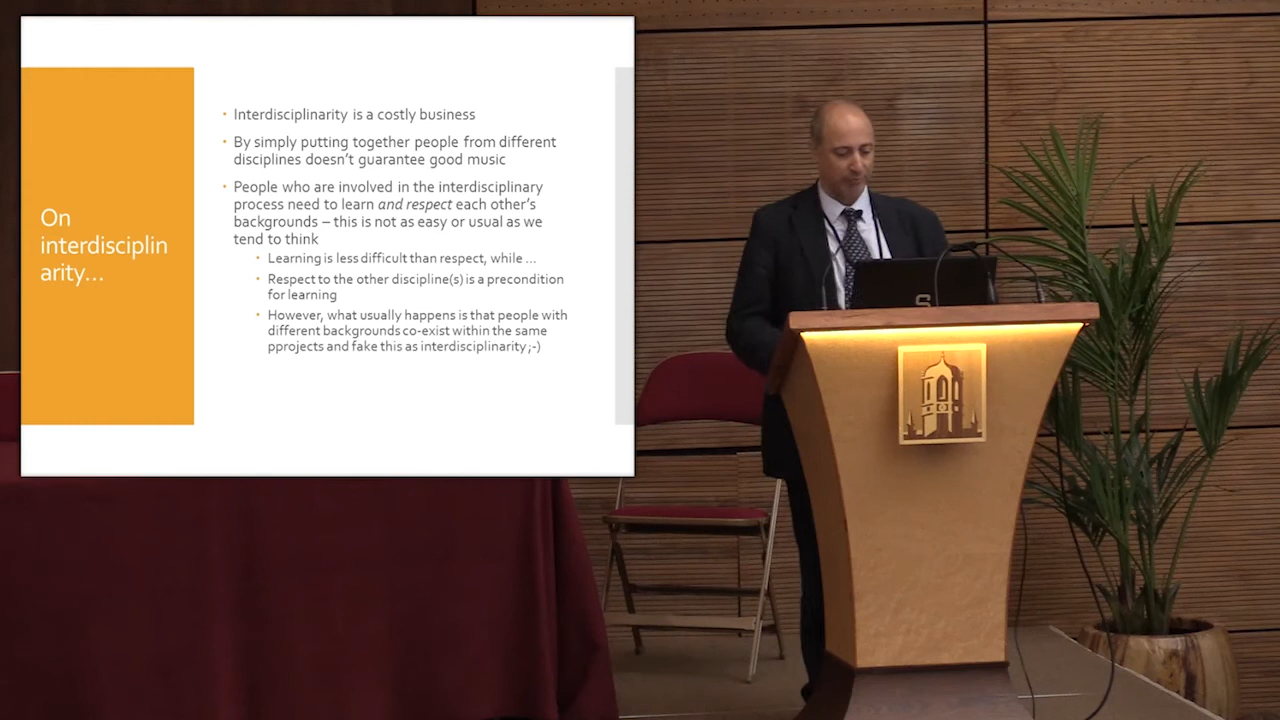 On
interdisciplin
arity...
• Interdisciplinarity is a costly business
• By simply putting together people from different
disciplines doesn't guarantee good music
• People who are involved in the interdisciplinary
process need to learn and respect each other's
backgrounds – this is not as easy or usual as we
tend to think
• Learning is less difficult than respect, while ...
• Respect to the other discipline(s) is a precondition
for learning
• However, what usually happens is that people with
different backgrounds co-exist within the same
pprojects and fake this as interdisciplinarity ;-)